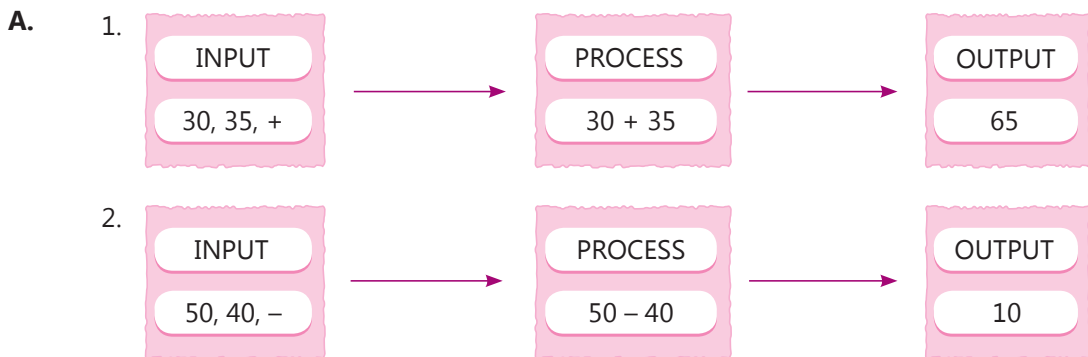 A. 1.
INPUT PROCESS OUTPUT
30, 35, + 30 + 35 65
2.
INPUT PROCESS OUTPUT
50, 40, – 50 – 40 10